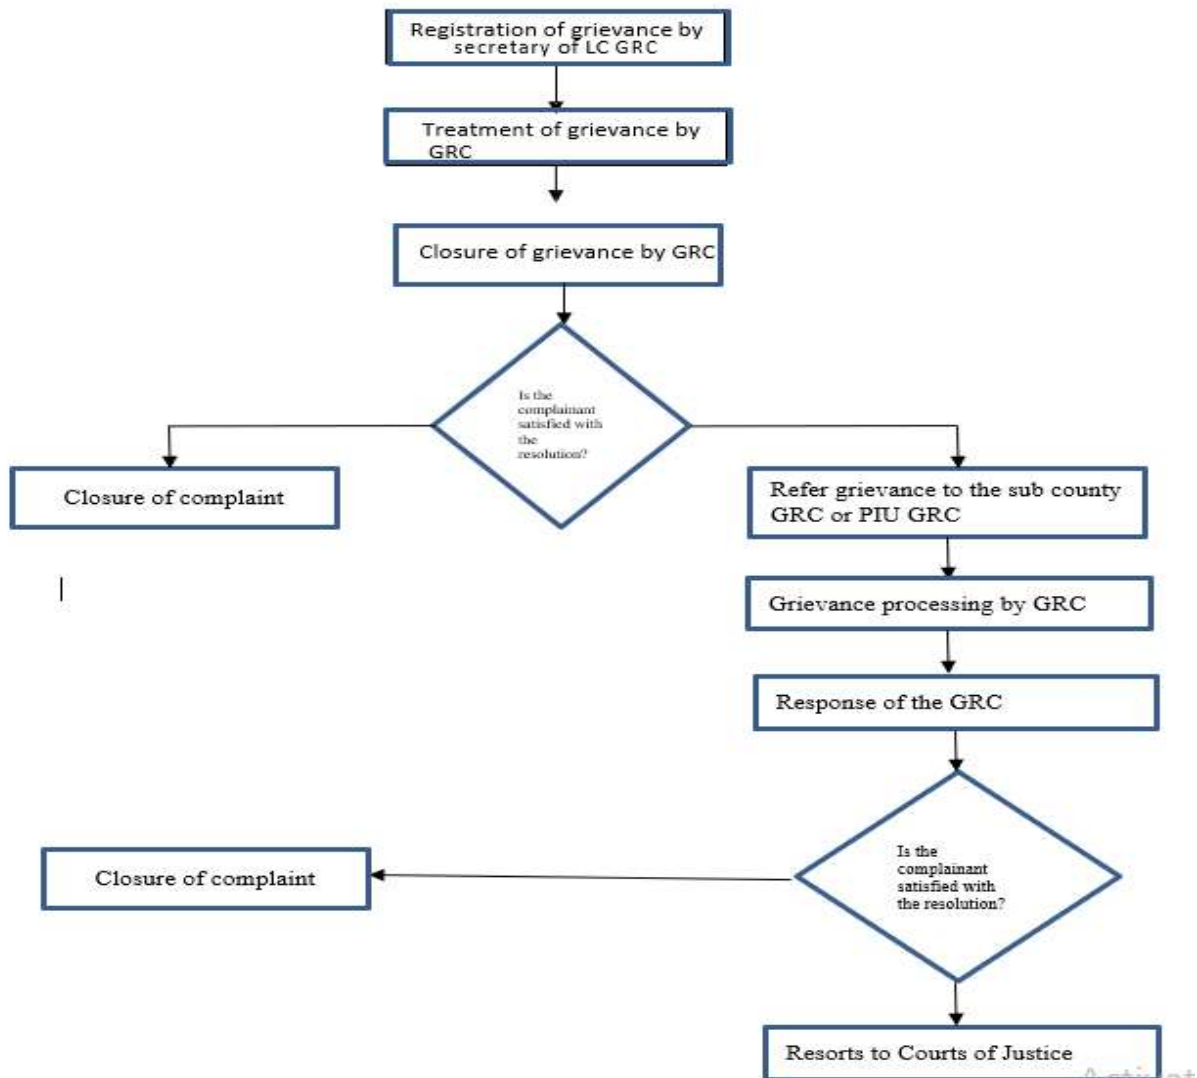 Registration of grievance by
secretary of LC GRC
Treatment of grievance by
GRC
Closure of grievance by GRC
Is the
complainant
satisfied with
the
resolution?
Closure of complaint
Refer grievance to the sub county
GRC or PIU GRC
Grievance processing by GRC
Response of the GRC
Is the
complainant
satisfied with
the resolution?
Closure of complaint
Resorts to Courts of Justice